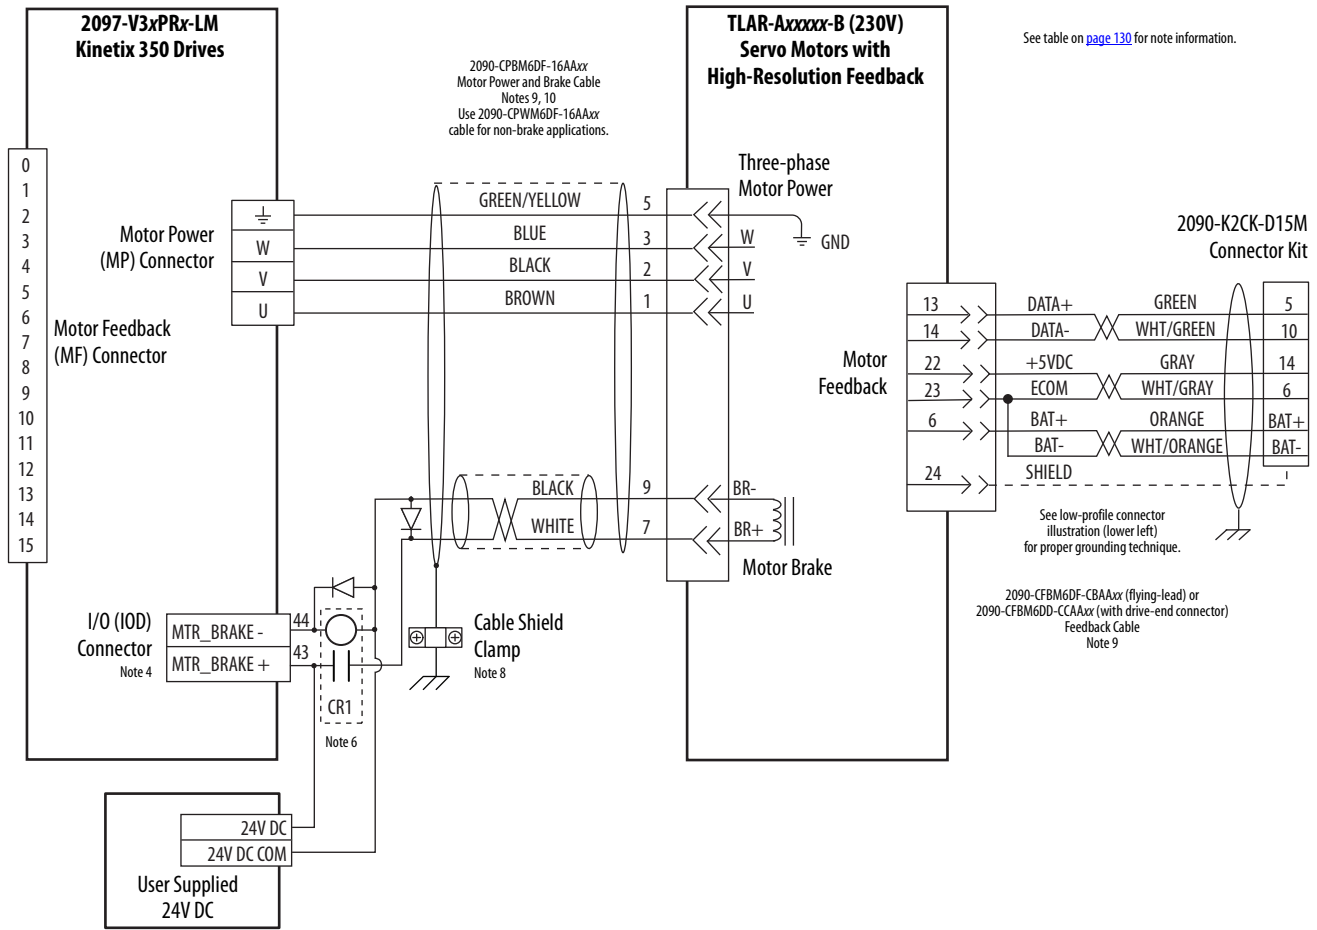 2097-V3xPRx-LM
Kinetix 350 Drives
TLAR-Axxxxx-B (230V)
Servo Motors with
High-Resolution Feedback
See table on page 130 for note information.
2090-CPBM6DF-16AAxx
Motor Power and Brake Cable
Notes 9, 10
Use 2090-CPWM6DF-16AAxx
cable for non-brake applications.
0
1
2
3
4
5
6
7
8
9
10
11
12
13
14
15
Motor Feedback
(MF) Connector
Motor Power
(MP) Connector
W
V
U
GREEN/YELLOW
BLUE
BLACK
BROWN
5
3
2
1
Three-phase
Motor Power
W
V
U
GND
2090-K2CK-D15M
Connector Kit
Motor
Feedback
13
14
22
23
6
24
DATA+
DATA-
+5VDC
ECOM
BAT+
BAT-
SHIELD
GREEN
WHT/GREEN
GRAY
WHT/GRAY
ORANGE
WHT/ORANGE
5
10
14
6
BAT+
BAT-
BLACK
WHITE
9
7
BR-
BR+
Motor Brake
See low-profile connector
illustration (lower left)
for proper grounding technique.
2090-CFBM6DF-CBAAxx (flying-lead) or
2090-CFBM6DD-CCAAxx (with drive-end connector)
Feedback Cable
Note 9
I/O (IOD)
Connector
Note 4
MTR_BRAKE -
MTR_BRAKE +
44
43
CR1
Note 6
Cable Shield
Clamp
Note 8
24V DC
24V DC COM
User Supplied
24V DC